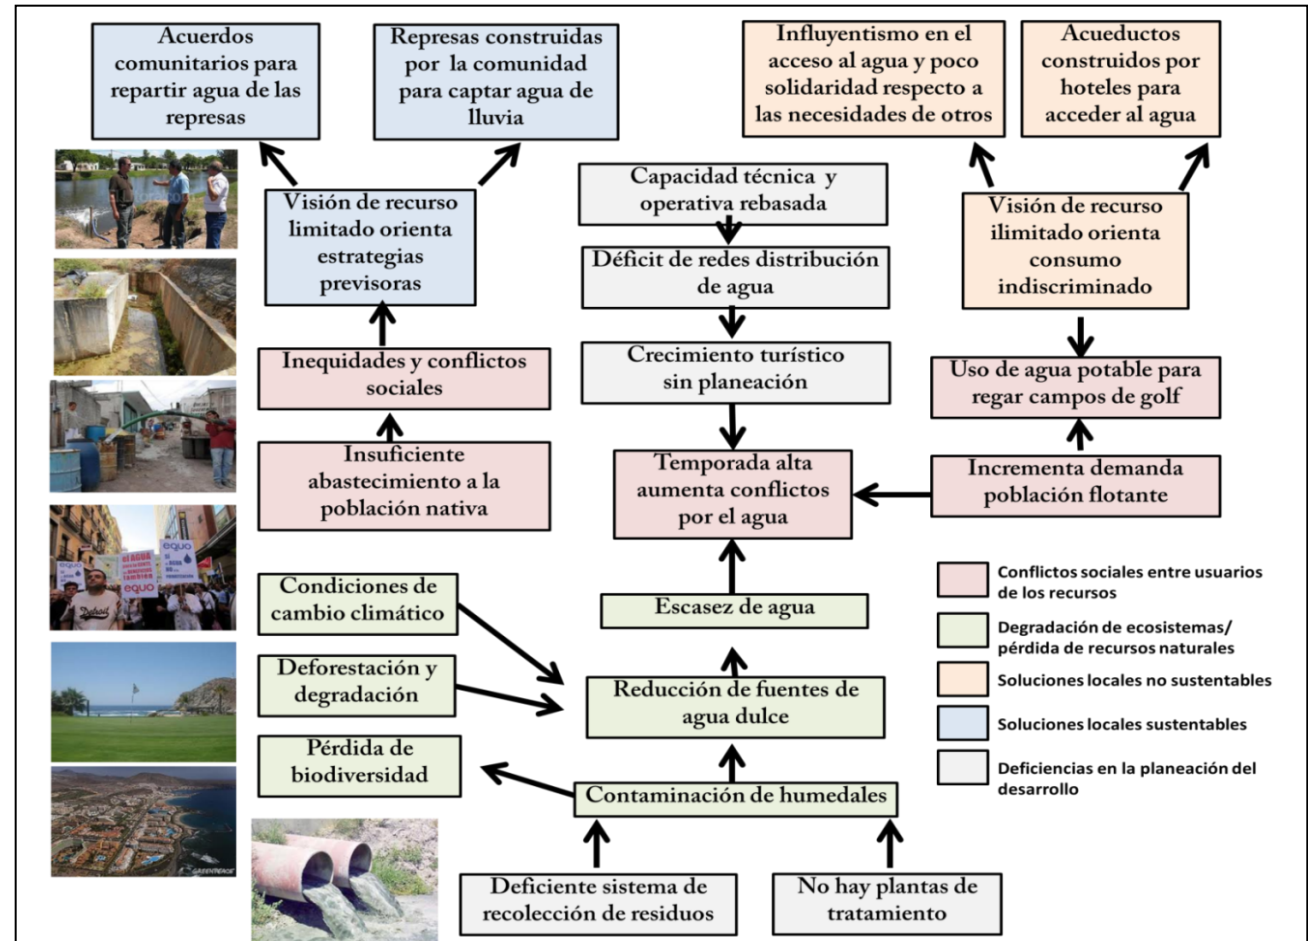 Acuerdos
comunitarios para
repartir agua de las
represas
Represas construidas
por la comunidad
para captar agua de
lluvia
Influyentismo en el
acceso al agua y poco
solidaridad respecto a
las necesidades de otros
Acueductos
construidos por
hoteles para
acceder al agua
Visión de recurso
limitado orienta
estrategias
previsoras
Capacidad técnica y
operativa rebasada
Déficit de redes distribución
de agua
Crecimiento turístico
sin planeación
Visión de recurso
ilimitado orienta
consumo
indiscriminado
Inequidades y conflictos
sociales
Uso de agua potable para
regar campos de golf
Insuficiente
abastecimiento a la
población nativa
Temporada alta
aumenta conflictos
por el agua
Incrementa demanda
población flotante
Condiciones de
cambio climático
Escasez de agua
Deforestación y
degradación
Reducción de fuentes de
agua dulce
Pérdida de
biodiversidad
Contaminación de humedales
Deficiente sistema de
recolección de residuos
No hay plantas de
tratamiento
Conflictos sociales entre usuarios
de los recursos
Degradación de ecosistemas/
pérdida de recursos naturales
Soluciones locales no sustentables
Soluciones locales sustentables
Deficiencias en la planeación del
desarrollo
equo
equo
el AGUA
equo
Detroit
GREENPEACE